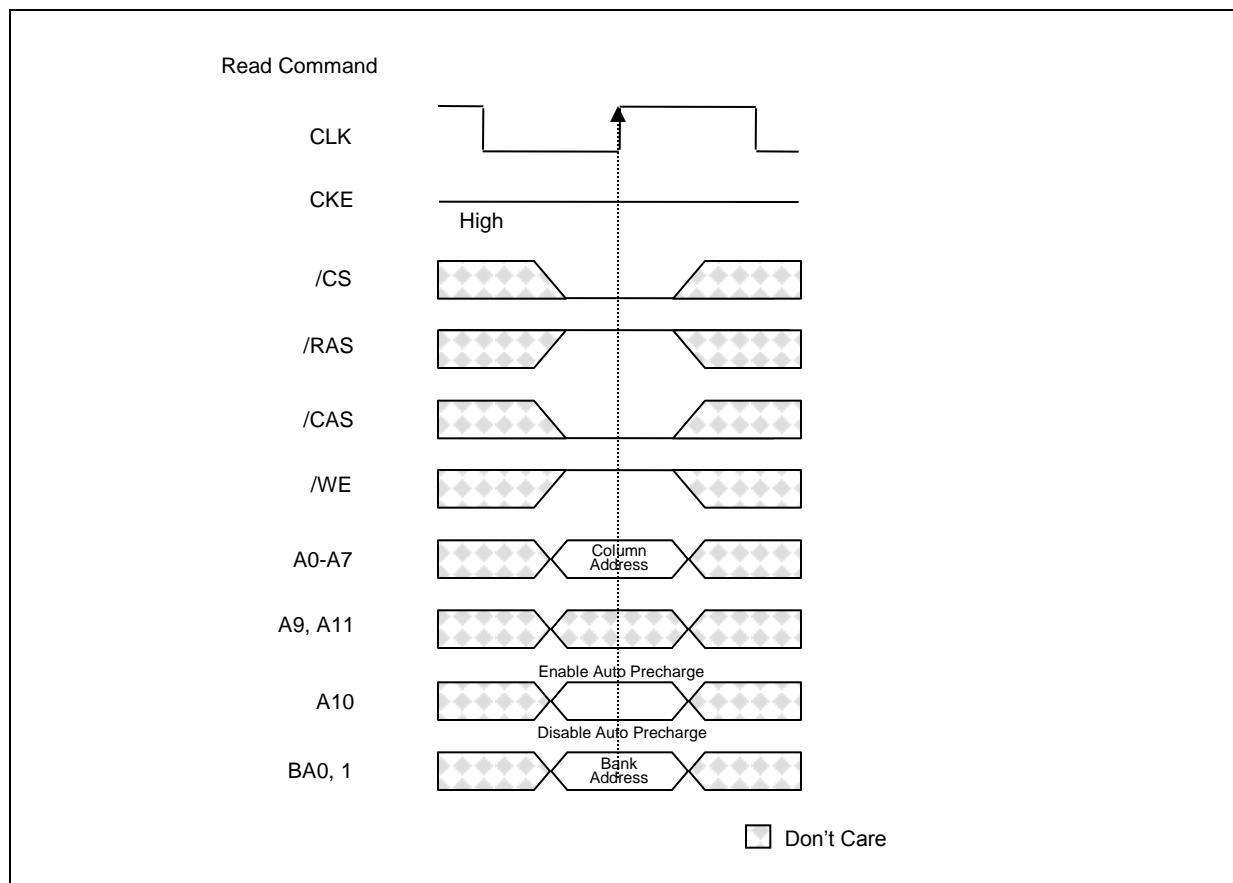 Read Command
CLK
CKE
High
/CS
/RAS
/CAS
/WE
A0-A7
Column
Address
A9, A11
Enable Auto Precharge
A10
Disable Auto Precharge
BA0, 1
Bank
Address
Don't Care